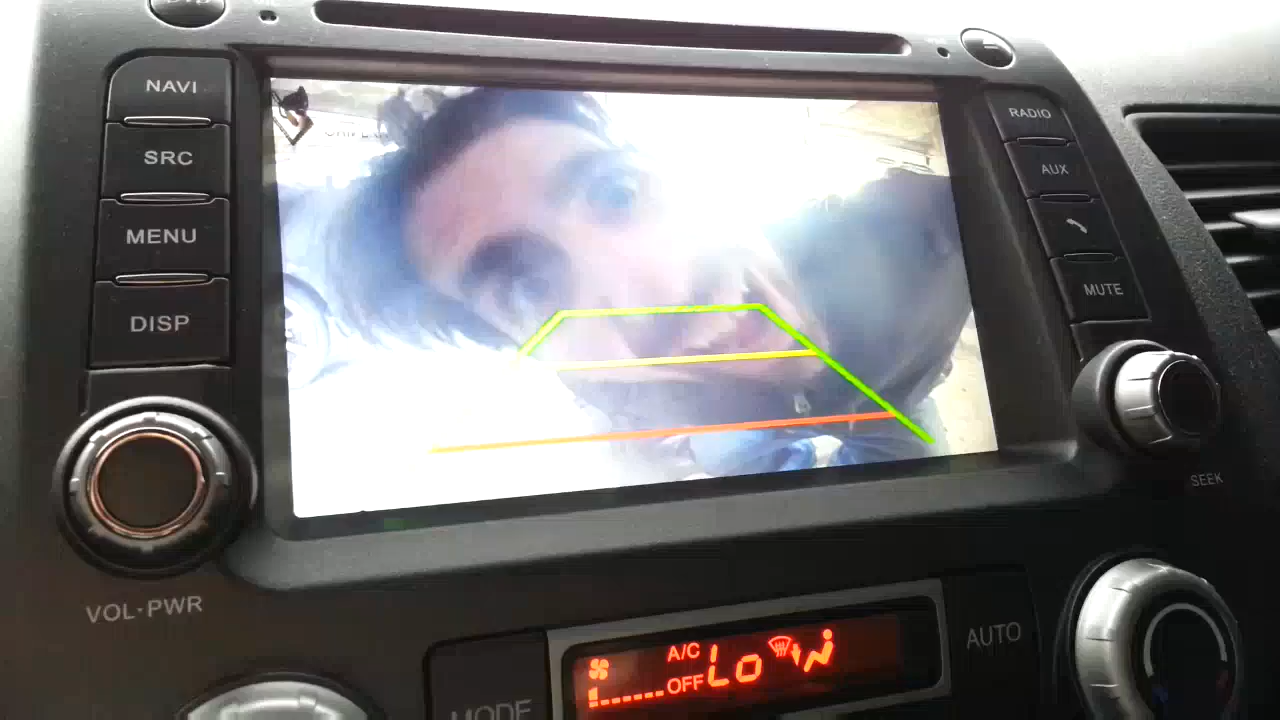 NAVI
SRC
MENU
DISP
VOL·PWR
RADIO
AUX
MUTE
SEEK
A/C
OFF
Lo
AUTO
MODE